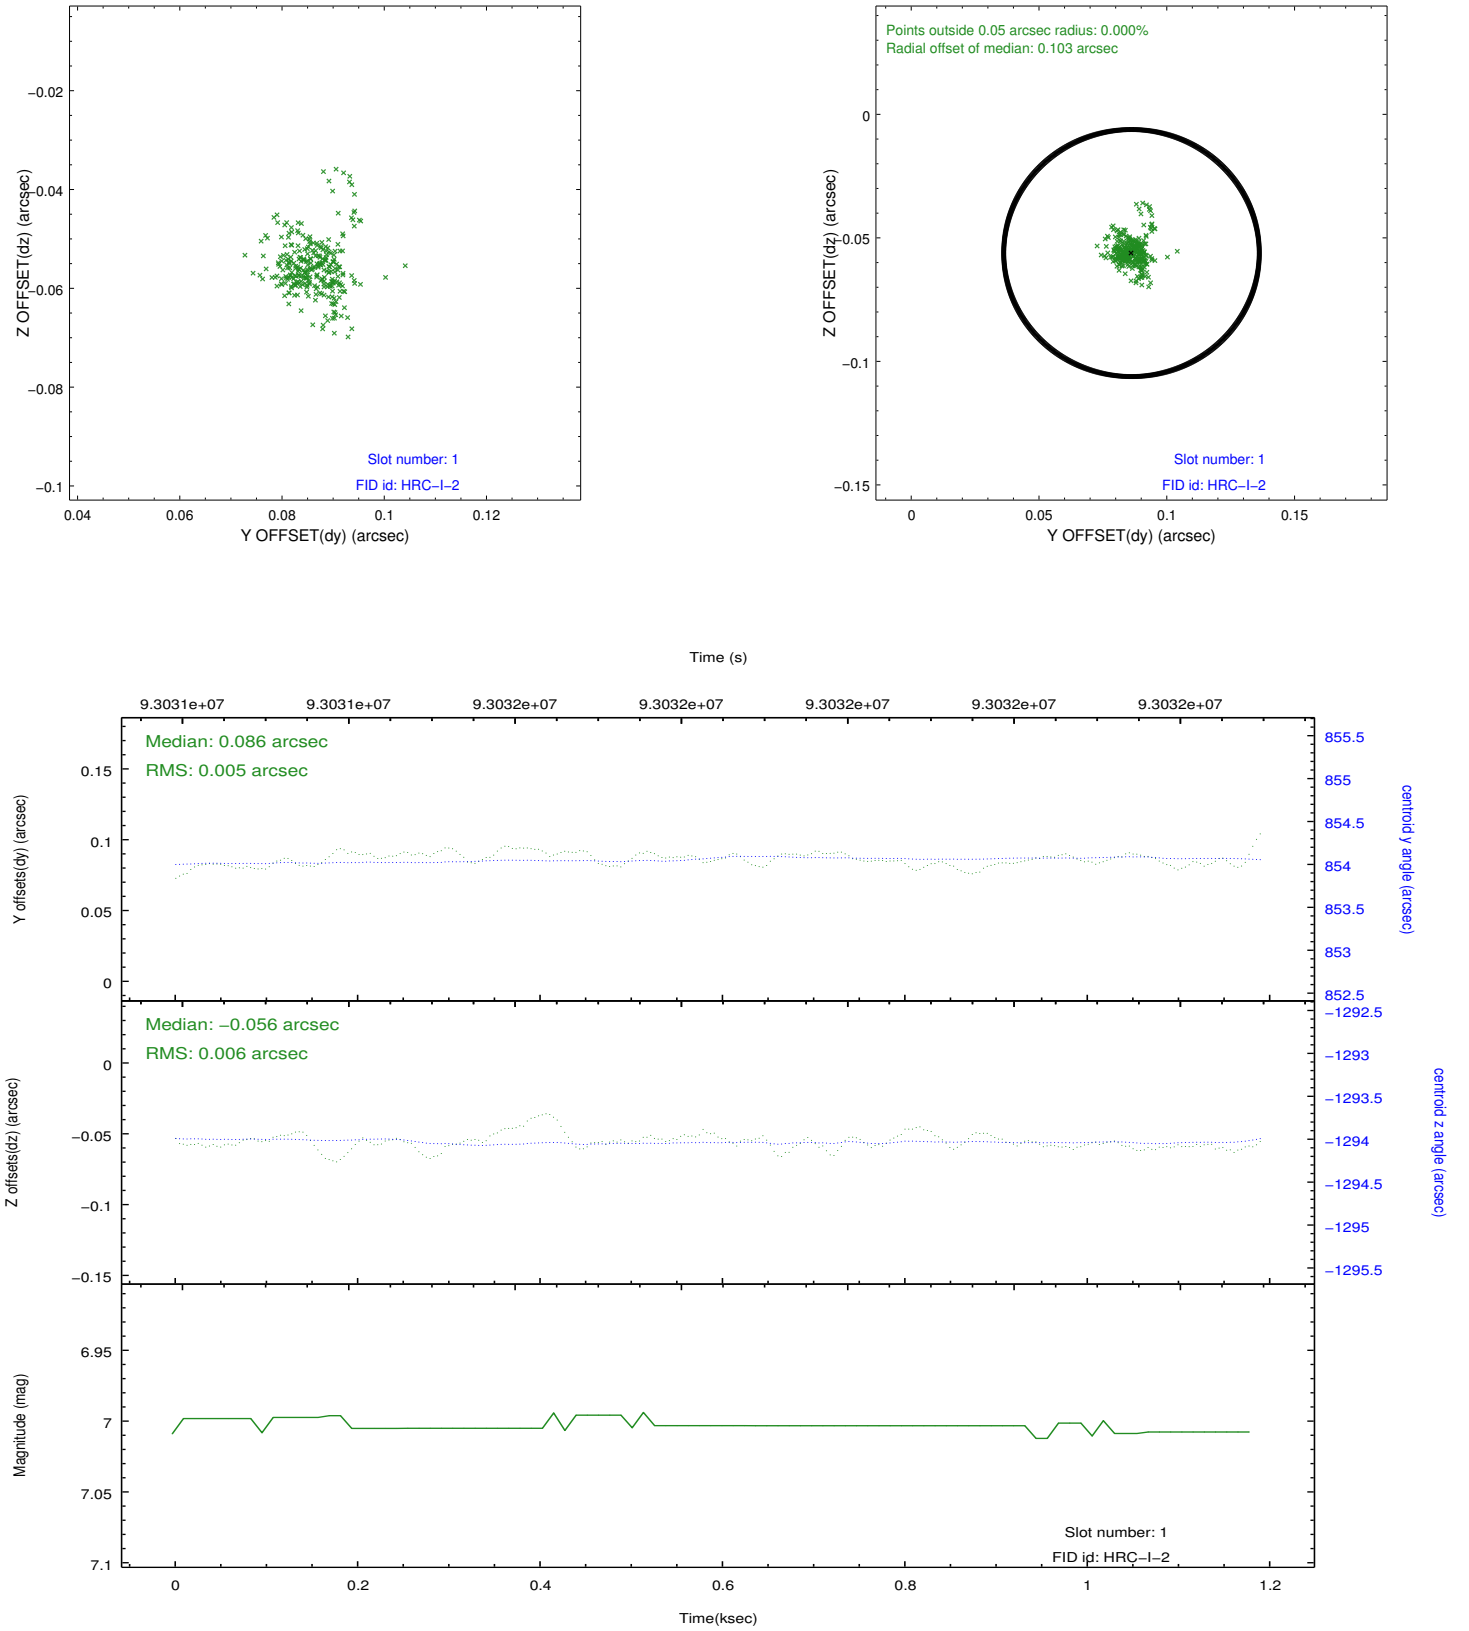 −0.02
−0.04
−0.06
−0.08
−0.1
Z OFFSET(dz) (arcsec)
Slot number: 1
FID id: HRC−I−2
0.04 0.06 0.08 0.1 0.12
Y OFFSET(dy) (arcsec)
Points outside 0.05 arcsec radius: 0.000%
Radial offset of median: 0.103 arcsec
0
−0.05
−0.1
−0.15
Z OFFSET(dz) (arcsec)
Slot number: 1
FID id: HRC−I−2
0 0.05 0.1 0.15
Y OFFSET(dy) (arcsec)
Time (s)
9.3031e+07 9.3031e+07 9.3032e+07 9.3032e+07 9.3032e+07 9.3032e+07 9.3032e+07
Median: 0.086 arcsec
RMS: 0.005 arcsec
0.15
0.1
0.05
0
Y offsets(dy) (arcsec)
855.5
855
854.5
854
853.5
853
852.5
centroid y angle (arcsec)
Median: −0.056 arcsec
RMS: 0.006 arcsec
0
−0.05
−0.1
−0.15
Z offsets(dz) (arcsec)
−1292.5
−1293
−1293.5
−1294
−1294.5
−1295
−1295.5
centroid z angle (arcsec)
6.95
7
7.05
7.1
Magnitude (mag)
Slot number: 1
FID id: HRC−I−2
0 0.2 0.4 0.6 0.8 1 1.2
Time(ksec)